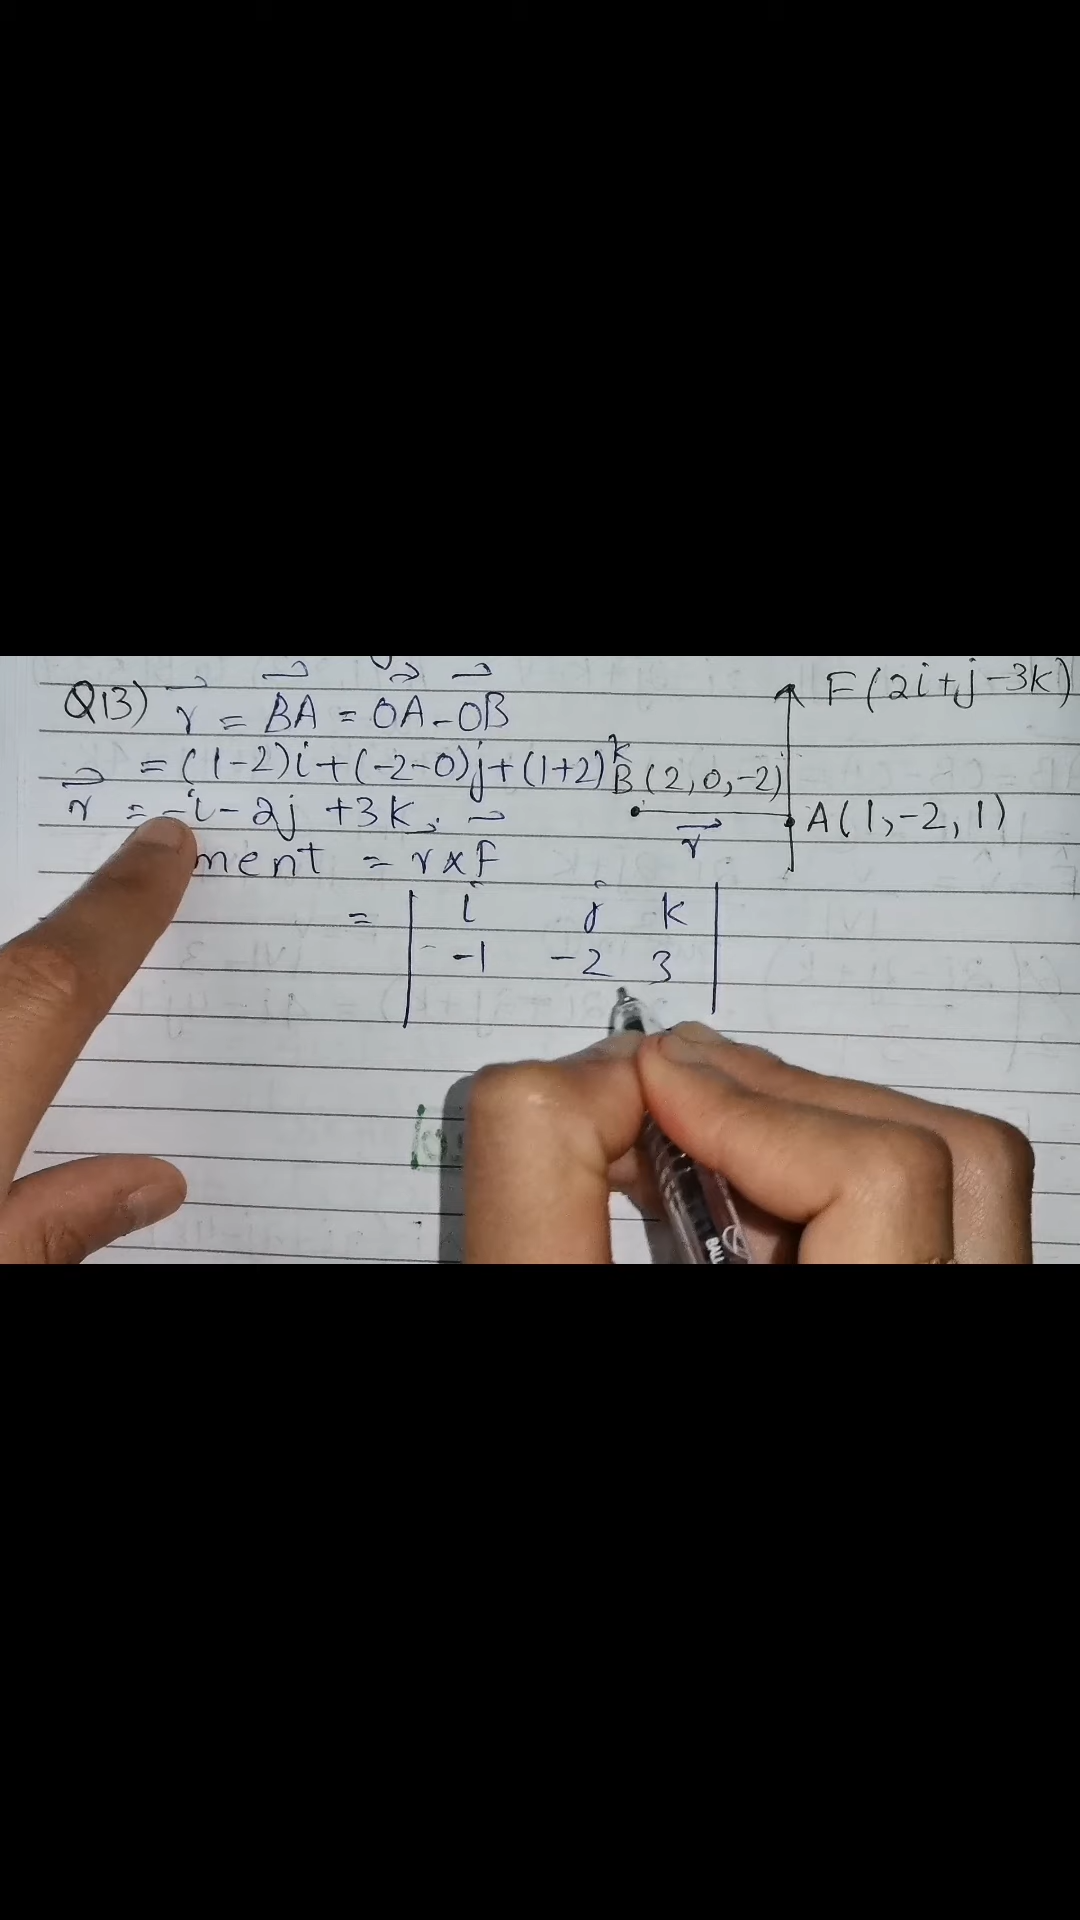 Q13) r = BA = OA - OB
= (1-2)i + (-2-0)j + (1+2)k
r = -i - 2j + 3k.
ment = r x F
= | i j k |
-1 -2 3
F(2i+j-3k)
B(2,0,-2)
A(1,-2,1)
r
BALL